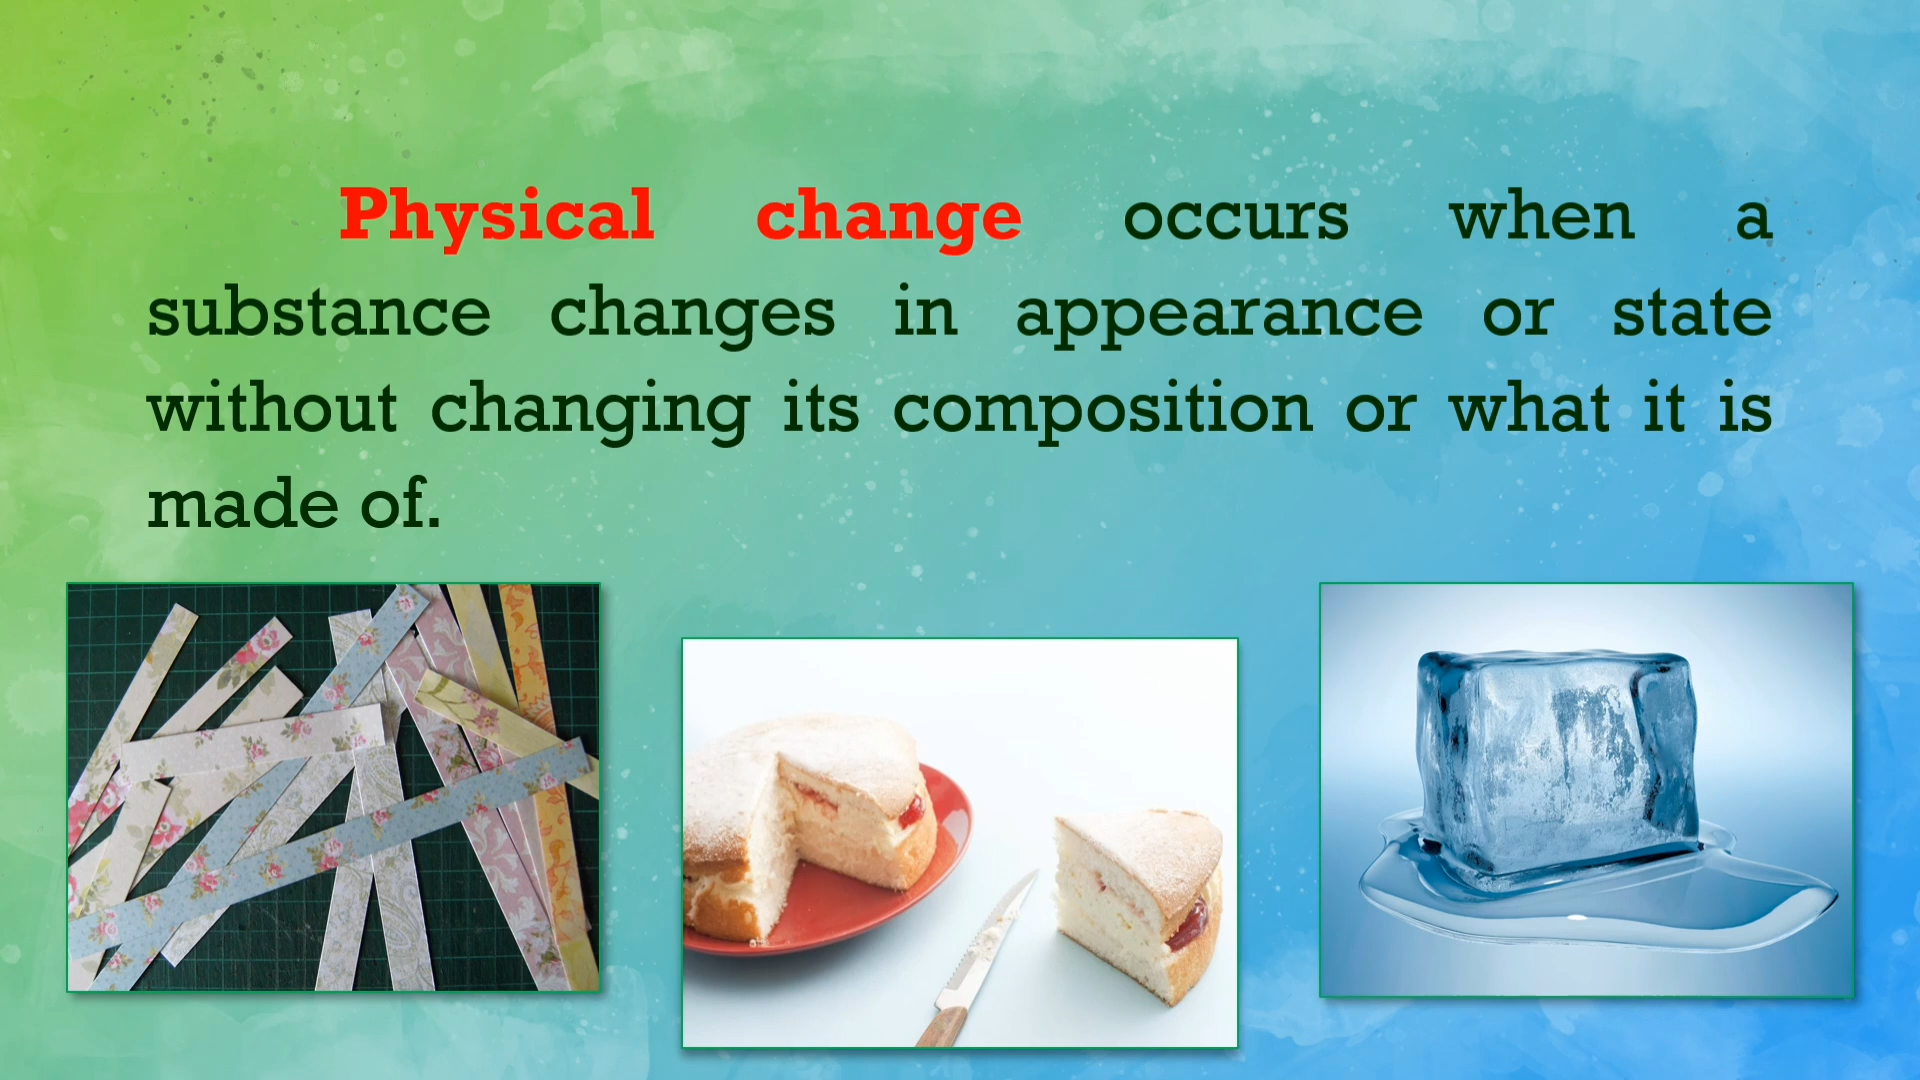 Physical change occurs when a
substance changes in appearance or state
without changing its composition or what it is
made of.